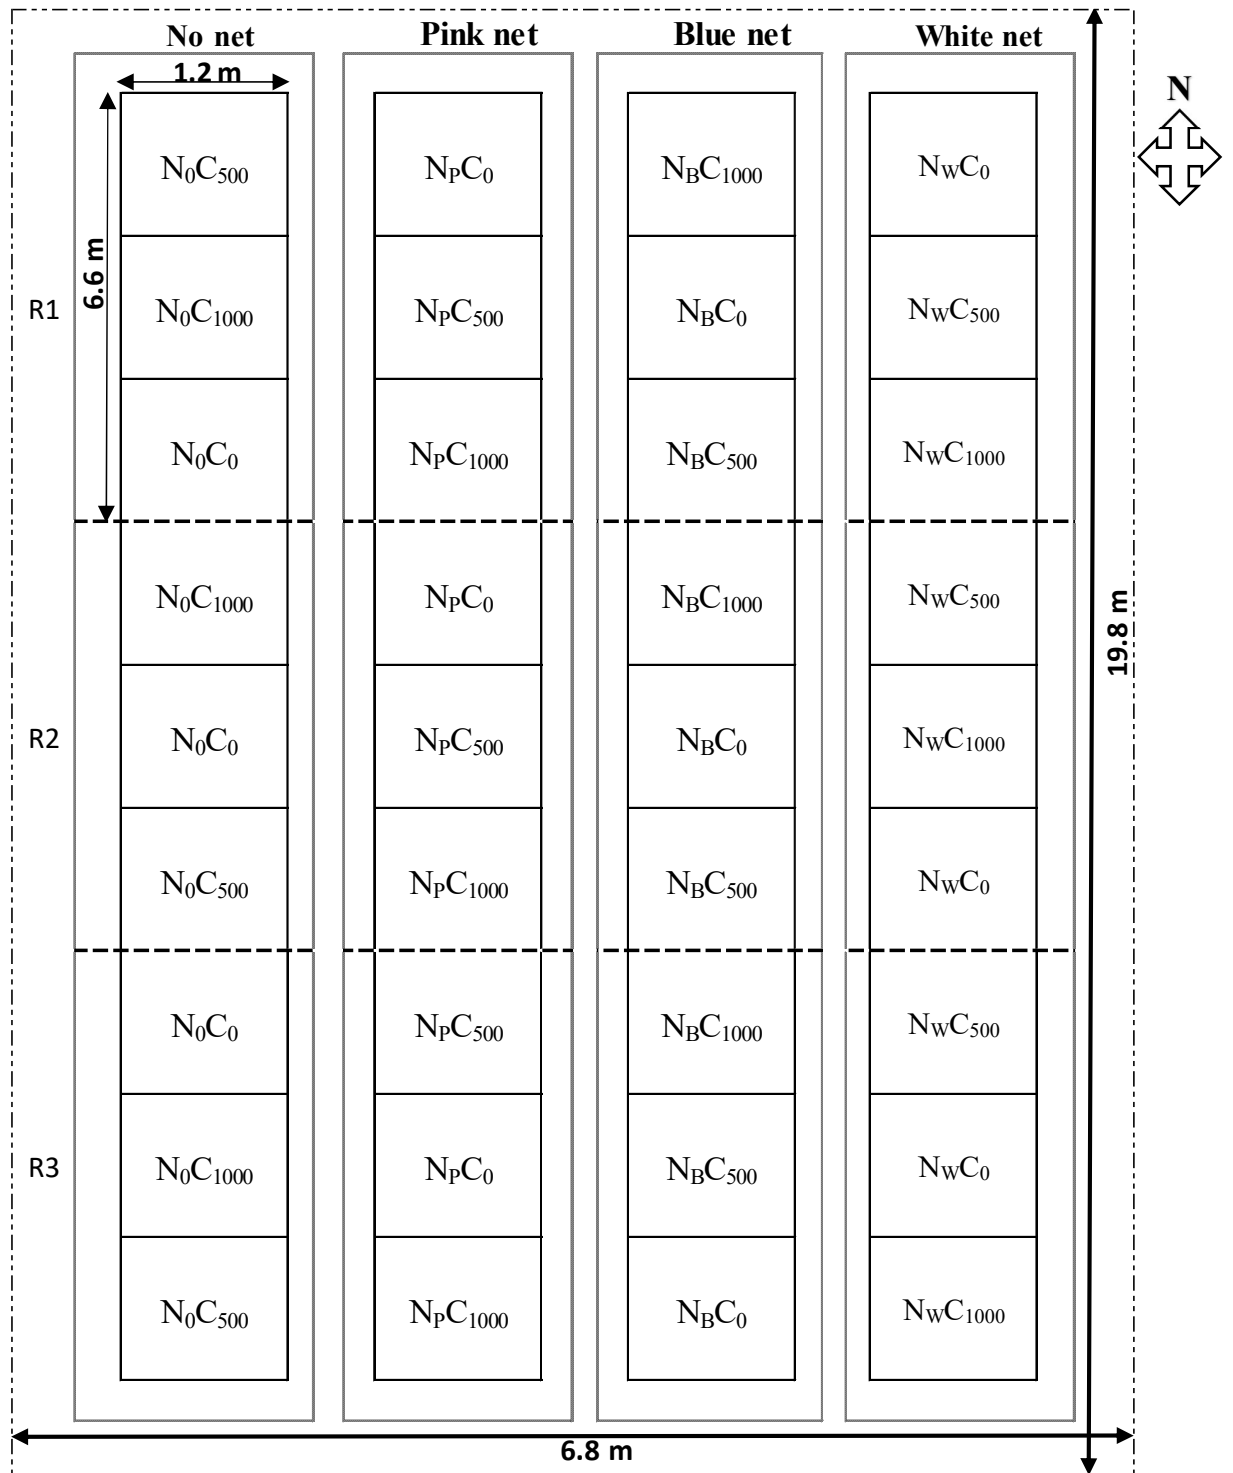 No net Pink net Blue net White net
1.2 m
N
N₀C₅₀₀ NPC₀ NBC₁₀₀₀ NWC₀
6.6 m
R1 N₀C₁₀₀₀ NPC₅₀₀ NBC₀ NWC₅₀₀
N₀C₀ NPC₁₀₀₀ NBC₅₀₀ NWC₁₀₀₀
N₀C₁₀₀₀ NPC₀ NBC₁₀₀₀ NWC₅₀₀
19.8 m
R2 N₀C₀ NPC₅₀₀ NBC₀ NWC₁₀₀₀
N₀C₅₀₀ NPC₁₀₀₀ NBC₅₀₀ NWC₀
N₀C₀ NPC₅₀₀ NBC₁₀₀₀ NWC₅₀₀
R3 N₀C₁₀₀₀ NPC₀ NBC₅₀₀ NWC₀
N₀C₅₀₀ NPC₁₀₀₀ NBC₀ NWC₁₀₀₀
6.8 m